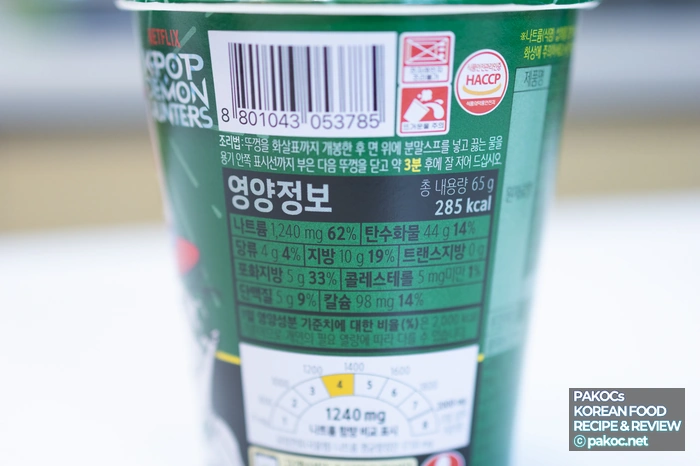 NETFLIX
KPOP
DEMON
HUNTERS
8 801043 053785
HACCP
제품명
조리법 : 뚜껑을 화살표까지 개봉한 후 면 위에 분말스프를 넣고 끓는 물을
용기 안쪽 표시선까지 부은 다음 뚜껑을 닫고 약 3분 후에 잘 저어 드십시오.
영양정보
총 내용량 65 g
285 kcal
나트륨 1,240 mg 62% 탄수화물 44 g 14%
당류 4 g 4% 지방 10 g 19% 트랜스지방 0 g
포화지방 5 g 33% 콜레스테롤 5 mg미만 1%
단백질 5 g 9% 칼슘 98 mg 14%
1일 영양성분 기준치에 대한 비율(%)은 2,000 kcal
1200 1400 1600
2 3 4 5 6 7 8
1240 mg
나트륨 함량 비교 표시
PAKOCs
KOREAN FOOD
RECIPE & REVIEW
ⓒ pakoc.net